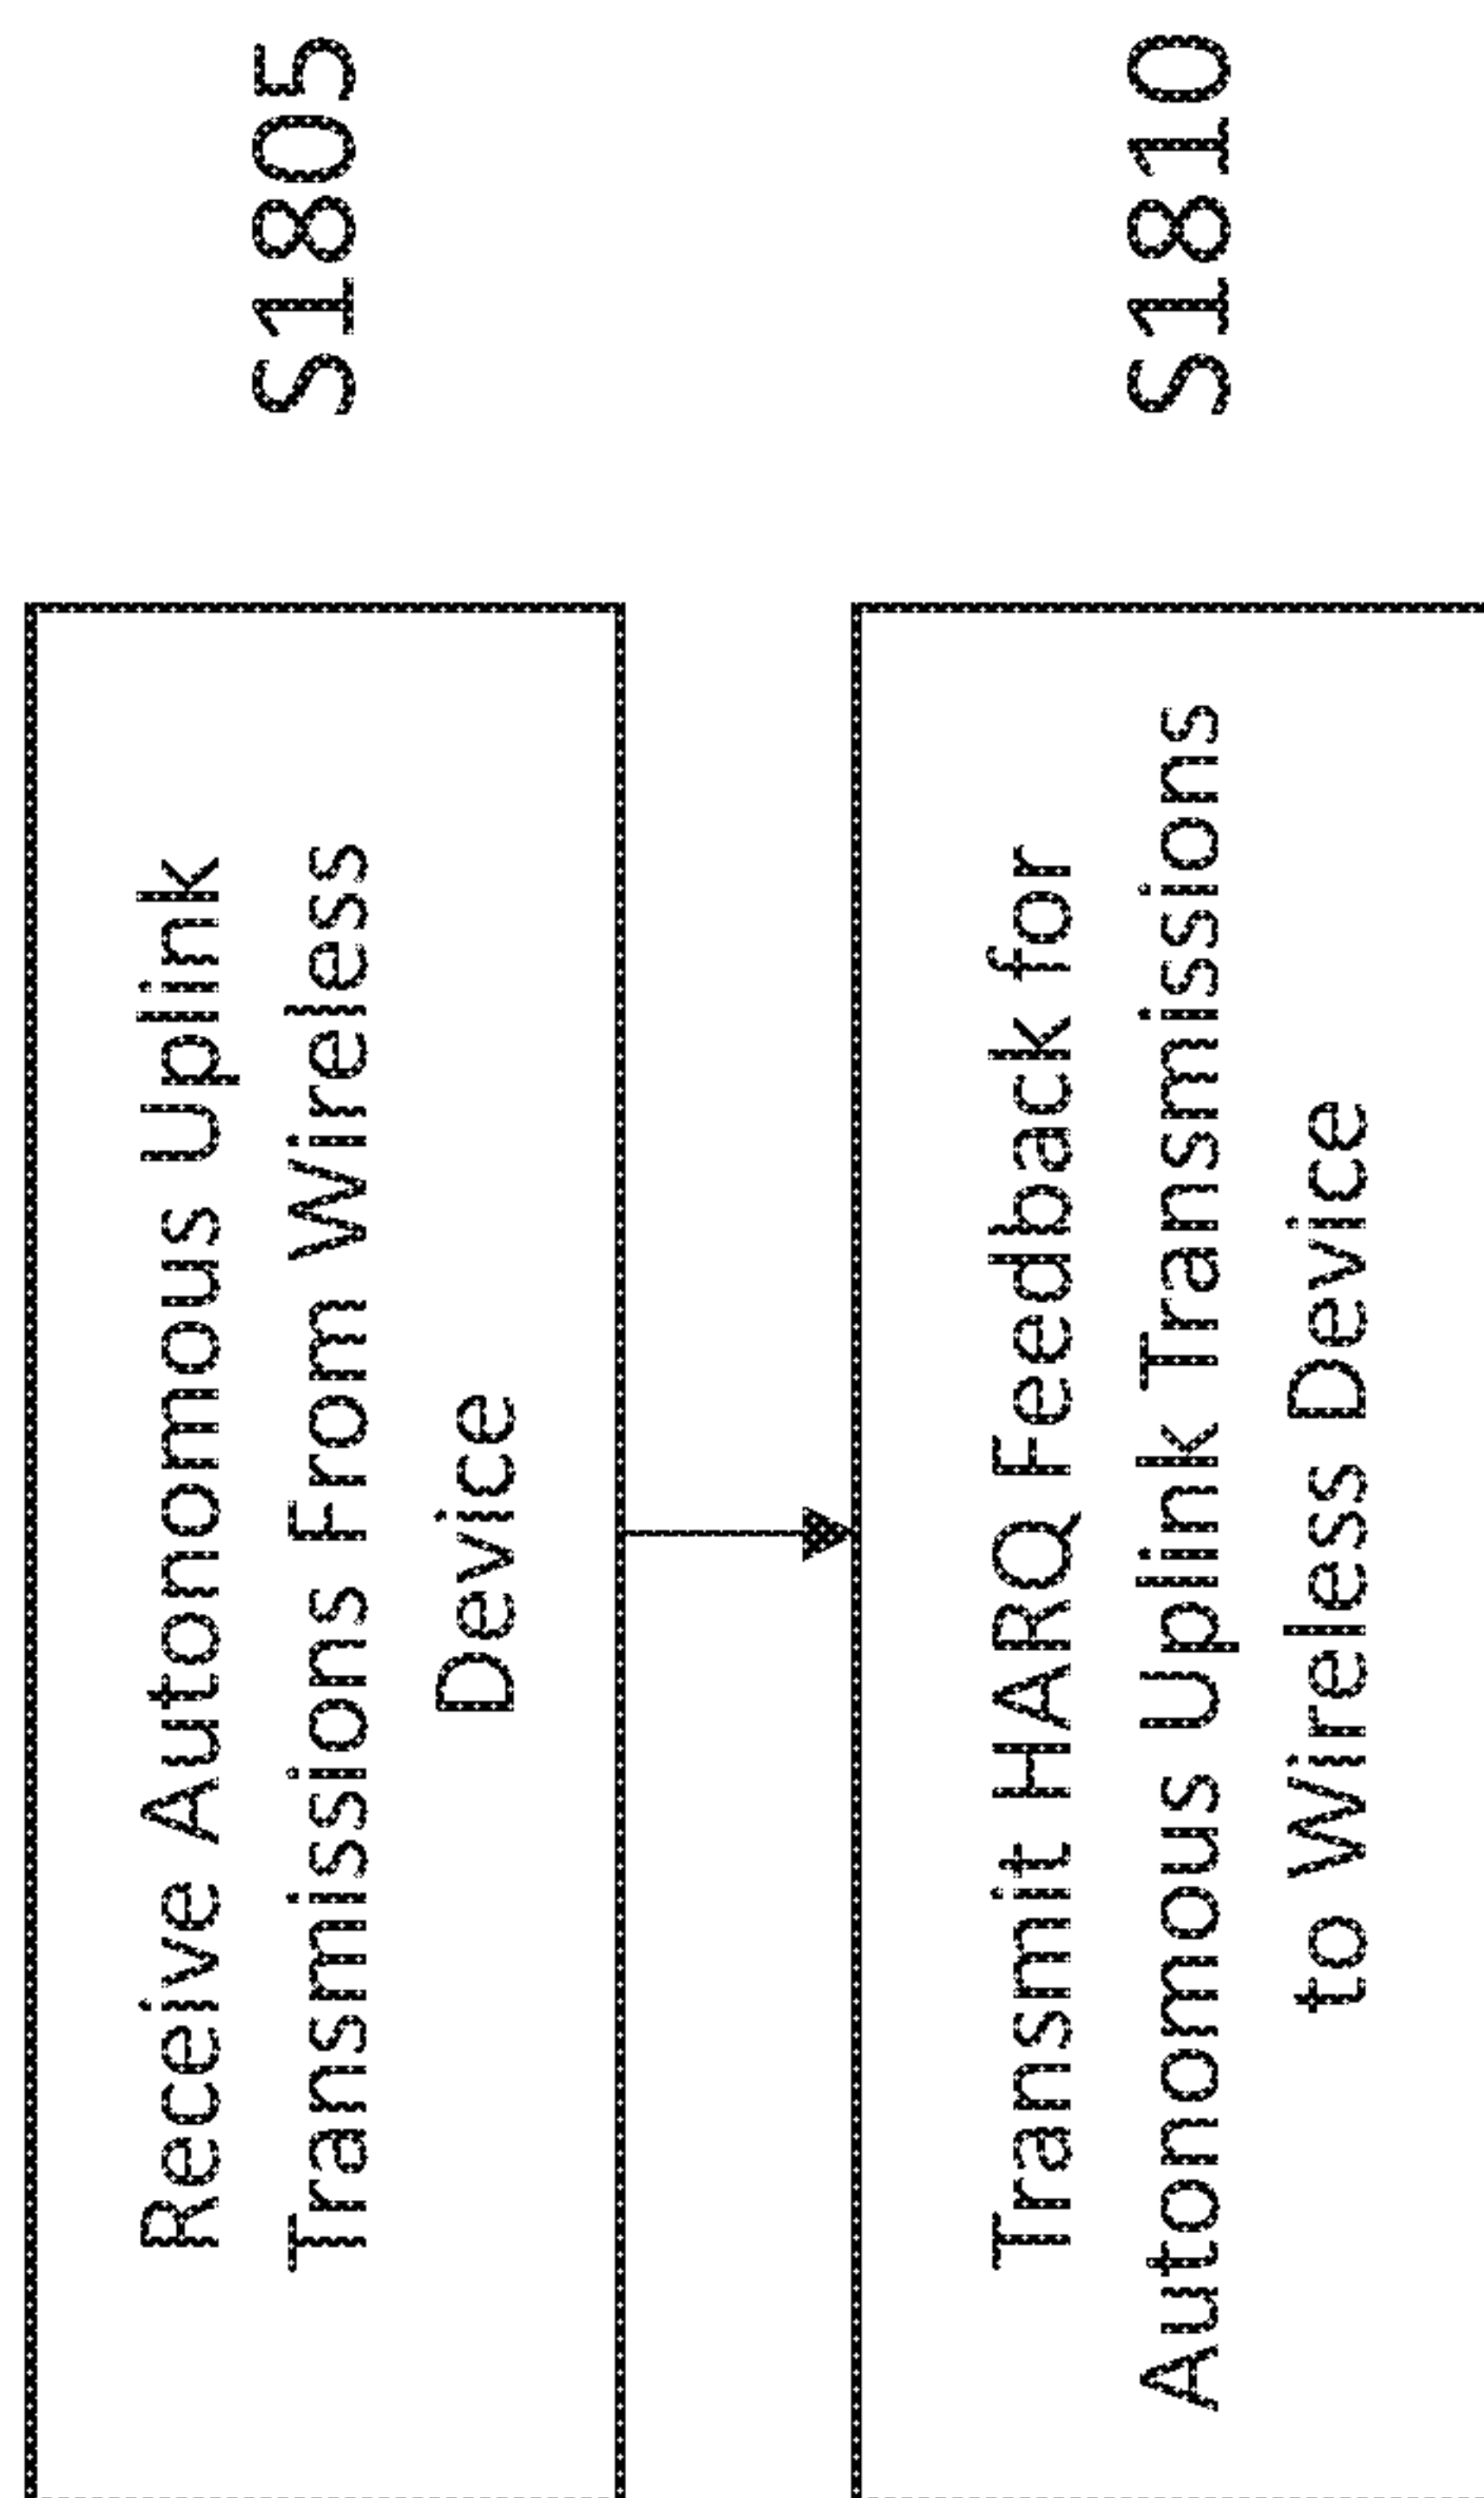 Receive Autonomous Uplink
Transmissions From Wireless
Device
S1805
Transmit HARQ Feedback for
Autonomous Uplink Transmissions
to Wireless Device
S1810